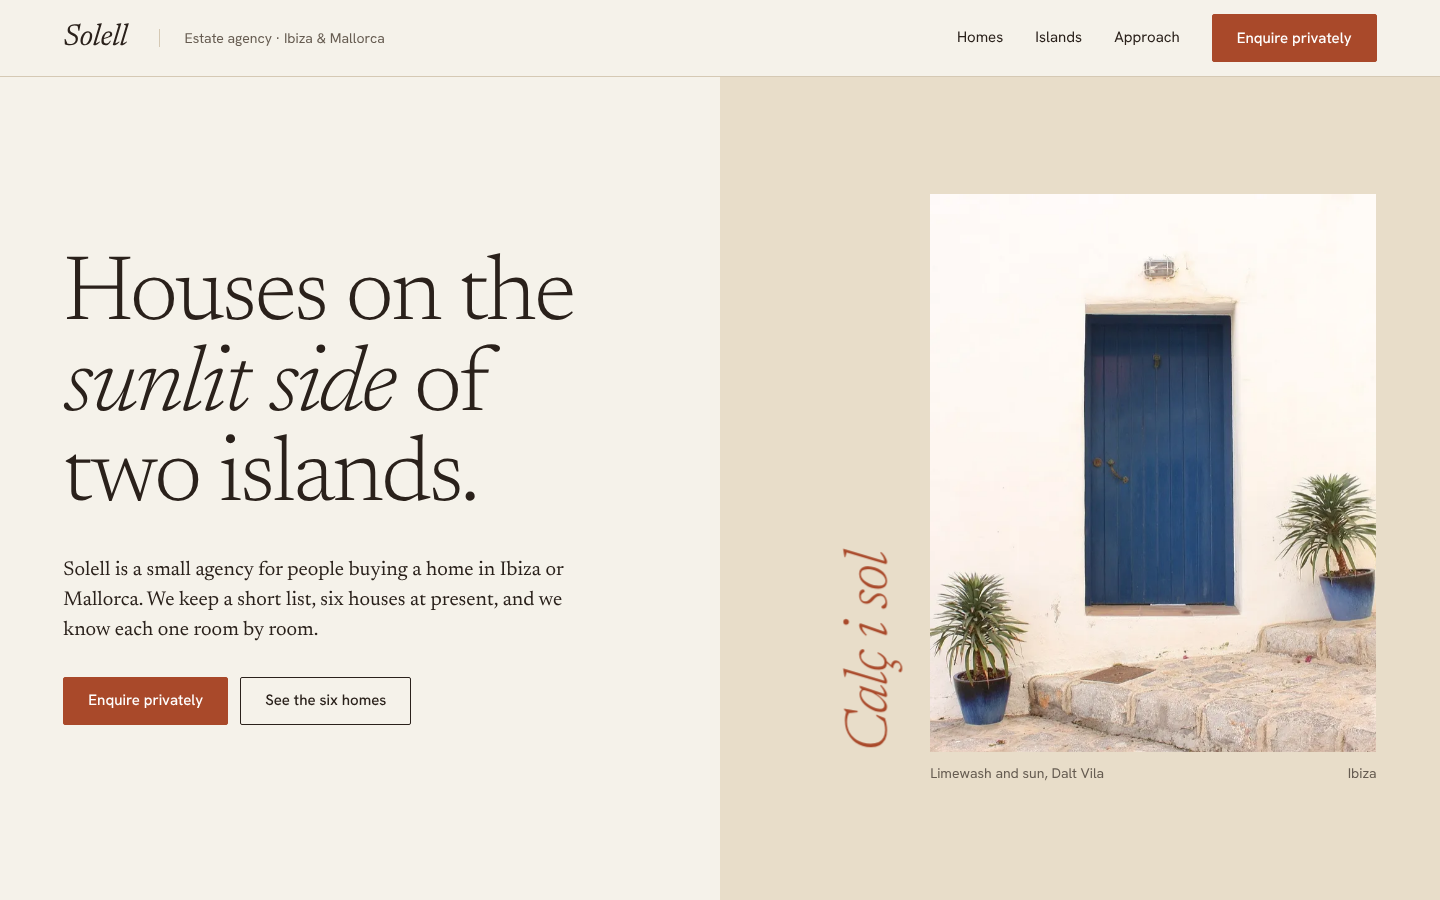 Solell
Estate agency · Ibiza & Mallorca
Homes
Islands
Approach
Enquire privately
Houses on the
sunlit side of
two islands.
Solell is a small agency for people buying a home in Ibiza or
Mallorca. We keep a short list, six houses at present, and we
know each one room by room.
Enquire privately
See the six homes
Calç i sol
Limewash and sun, Dalt Vila
Ibiza